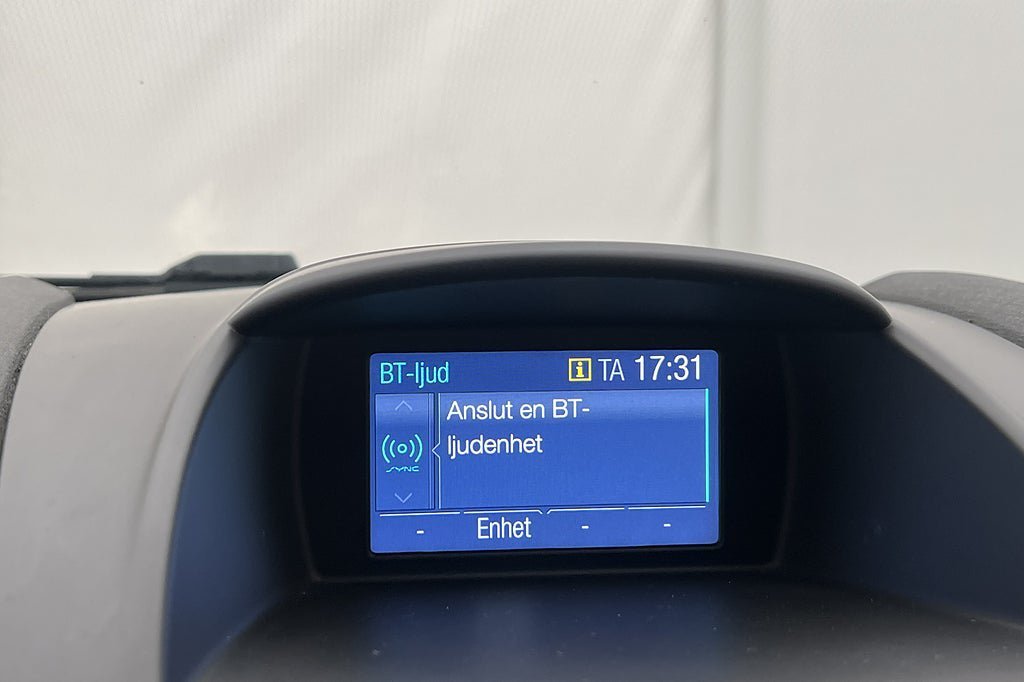 BT-ljud i TA 17:31
Anslut en BT-
ljudenhet
SYNC
- Enhet - -